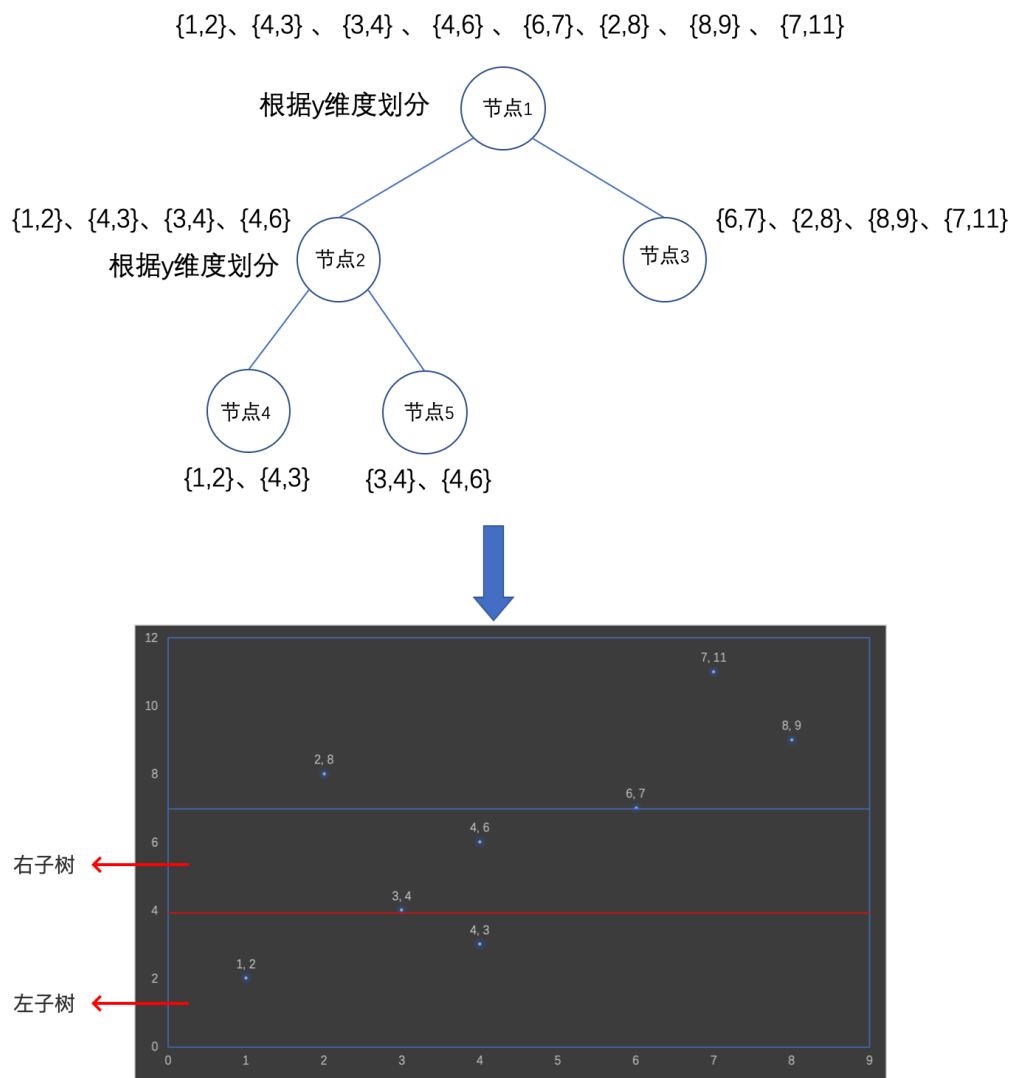 {1,2}、{4,3} 、 {3,4} 、 {4,6} 、 {6,7}、{2,8} 、 {8,9} 、 {7,11}
根据y维度划分
节点1
{1,2}、{4,3}、{3,4}、{4,6}
{6,7}、{2,8}、{8,9}、{7,11}
根据y维度划分
节点2
节点3
节点4
节点5
{1,2}、{4,3}
{3,4}、{4,6}
12
7, 11
10
8, 9
2, 8
8
6, 7
4, 6
6
右子树
3, 4
4
4, 3
1, 2
2
左子树
0
0 1 2 3 4 5 6 7 8 9